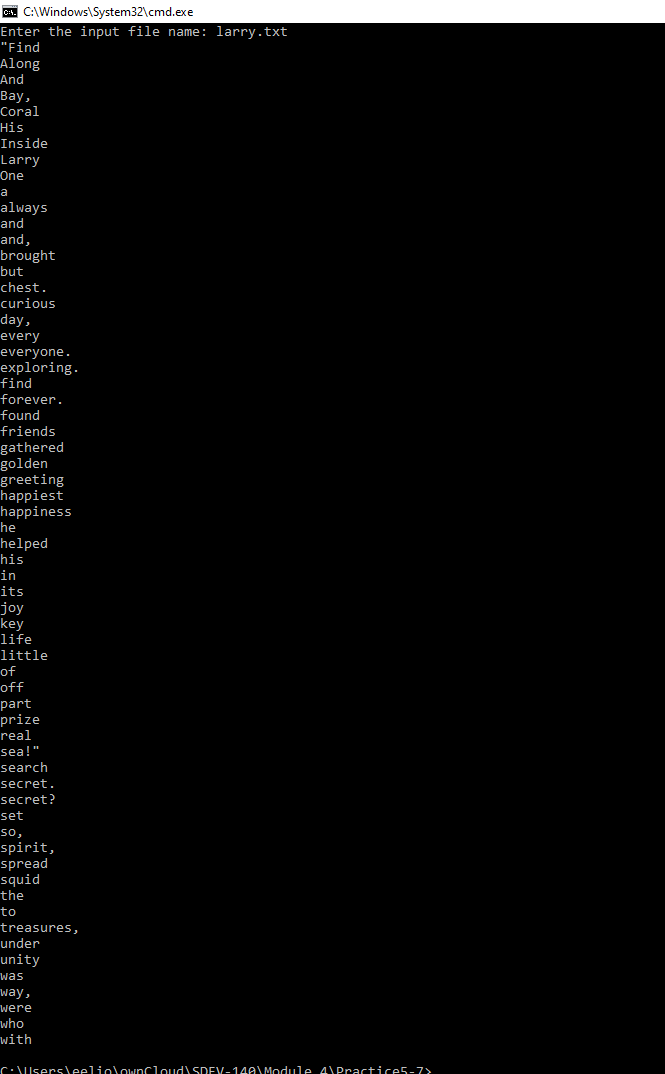 C:\Windows\System32\cmd.exe
Enter the input file name: larry.txt
"Find
Along
And
Bay,
Coral
His
Inside
Larry
One
a
always
and
and,
brought
but
chest.
curious
day,
every
everyone.
exploring.
find
forever.
found
friends
gathered
golden
greeting
happiest
happiness
he
helped
his
in
its
joy
key
life
little
of
off
part
prize
real
sea!"
search
secret.
secret?
set
so,
spirit,
spread
squid
the
to
treasures,
under
unity
was
way,
were
who
with
C:\Users\eelio\ownCloud\SDEV-140\Module 4\Practice5-7>